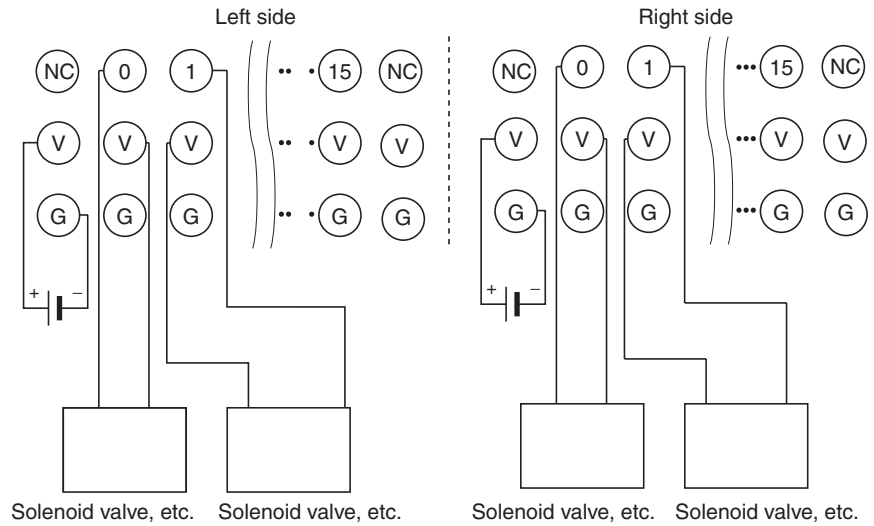 Left side Right side
NC 0 1 •• • 15 NC NC 0 1 ••• 15 NC
V V V •• • V V V V V ••• V V
G G G •• • G G G G G ••• G G
+ − + −
Solenoid valve, etc. Solenoid valve, etc. Solenoid valve, etc. Solenoid valve, etc.